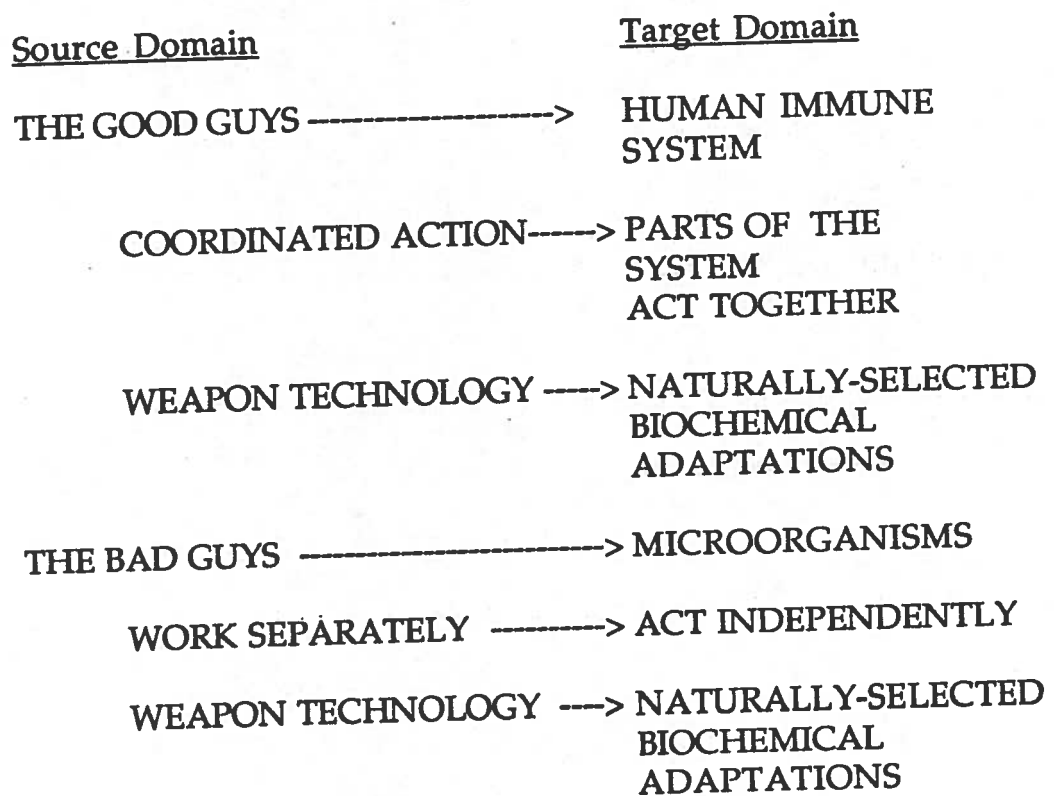 Source Domain Target Domain
THE GOOD GUYS ----------------------> HUMAN IMMUNE
SYSTEM
COORDINATED ACTION------> PARTS OF THE
SYSTEM
ACT TOGETHER
WEAPON TECHNOLOGY -----> NATURALLY-SELECTED
BIOCHEMICAL
ADAPTATIONS
THE BAD GUYS ---------------------------> MICROORGANISMS
WORK SEPARATELY ----------> ACT INDEPENDENTLY
WEAPON TECHNOLOGY ----> NATURALLY-SELECTED
BIOCHEMICAL
ADAPTATIONS